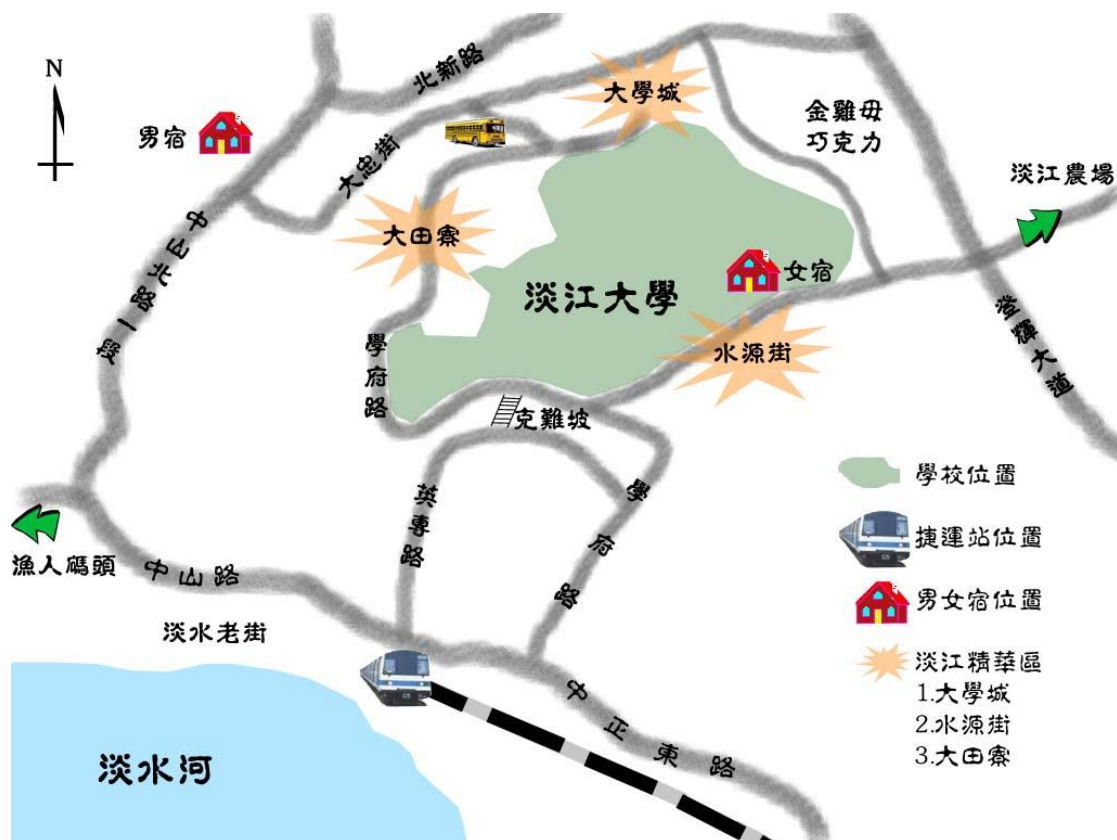 N
北新路
大學城
男宿
大忠街
金雞母
巧克力
淡江農場
大田寮
中山北路一段
女宿
淡江大學
登輝大道
水源街
學府路
克難坡
英專路
學府路
學校位置
捷運站位置
漁人碼頭
中山路
男女宿位置
淡水老街
淡江精華區
1.大學城
2.水源街
3.大田寮
中正東路
淡水河